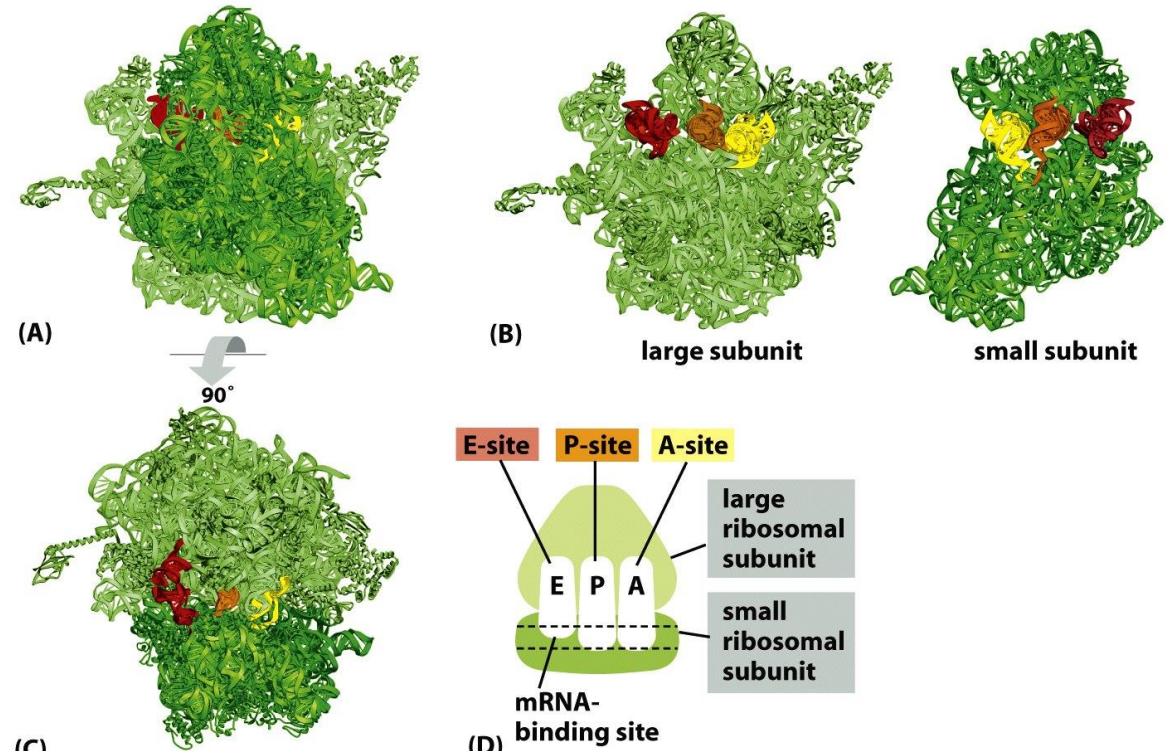 (A)
90°
(B)
large subunit
small subunit
(C)
E-site
P-site
A-site
E
P
A
large
ribosomal
subunit
small
ribosomal
subunit
mRNA-
binding site
(D)